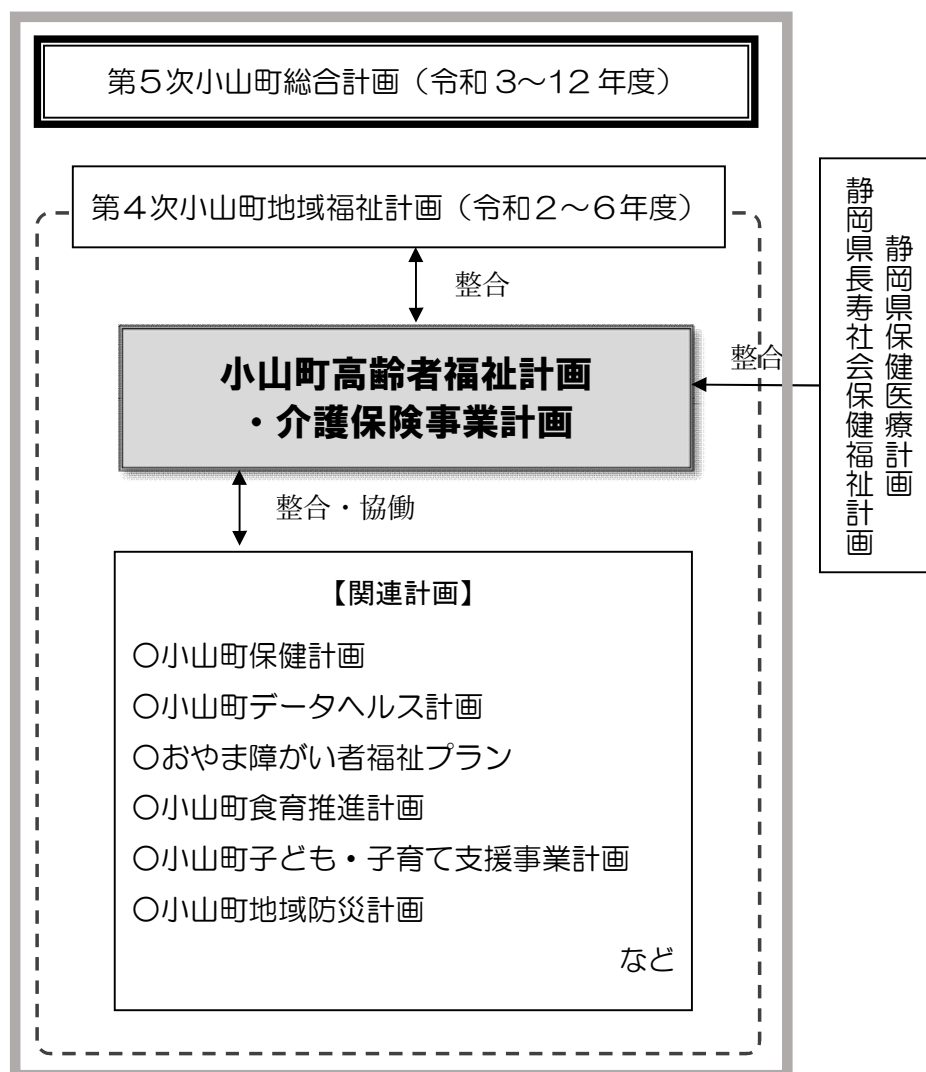 第5次小山町総合計画（令和3～12年度）
第4次小山町地域福祉計画（令和2～6年度）
整合
小山町高齢者福祉計画
・介護保険事業計画
整合
静岡県保健医療計画
静岡県長寿社会保健福祉計画
整合・協働
【関連計画】
○小山町保健計画
○小山町データヘルス計画
○おやま障がい者福祉プラン
○小山町食育推進計画
○小山町子ども・子育て支援事業計画
○小山町地域防災計画
など